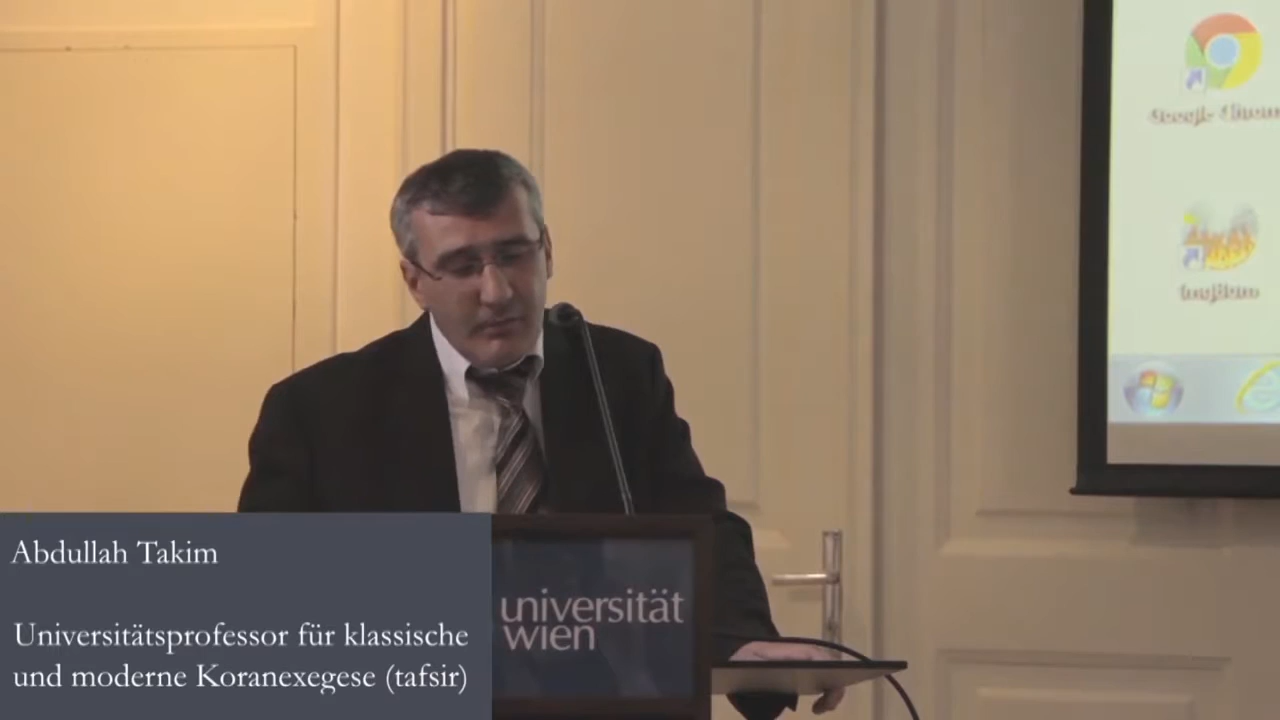 Abdullah Takim
Universitätsprofessor für klassische
und moderne Koranexegese (tafsir)
universität
wien